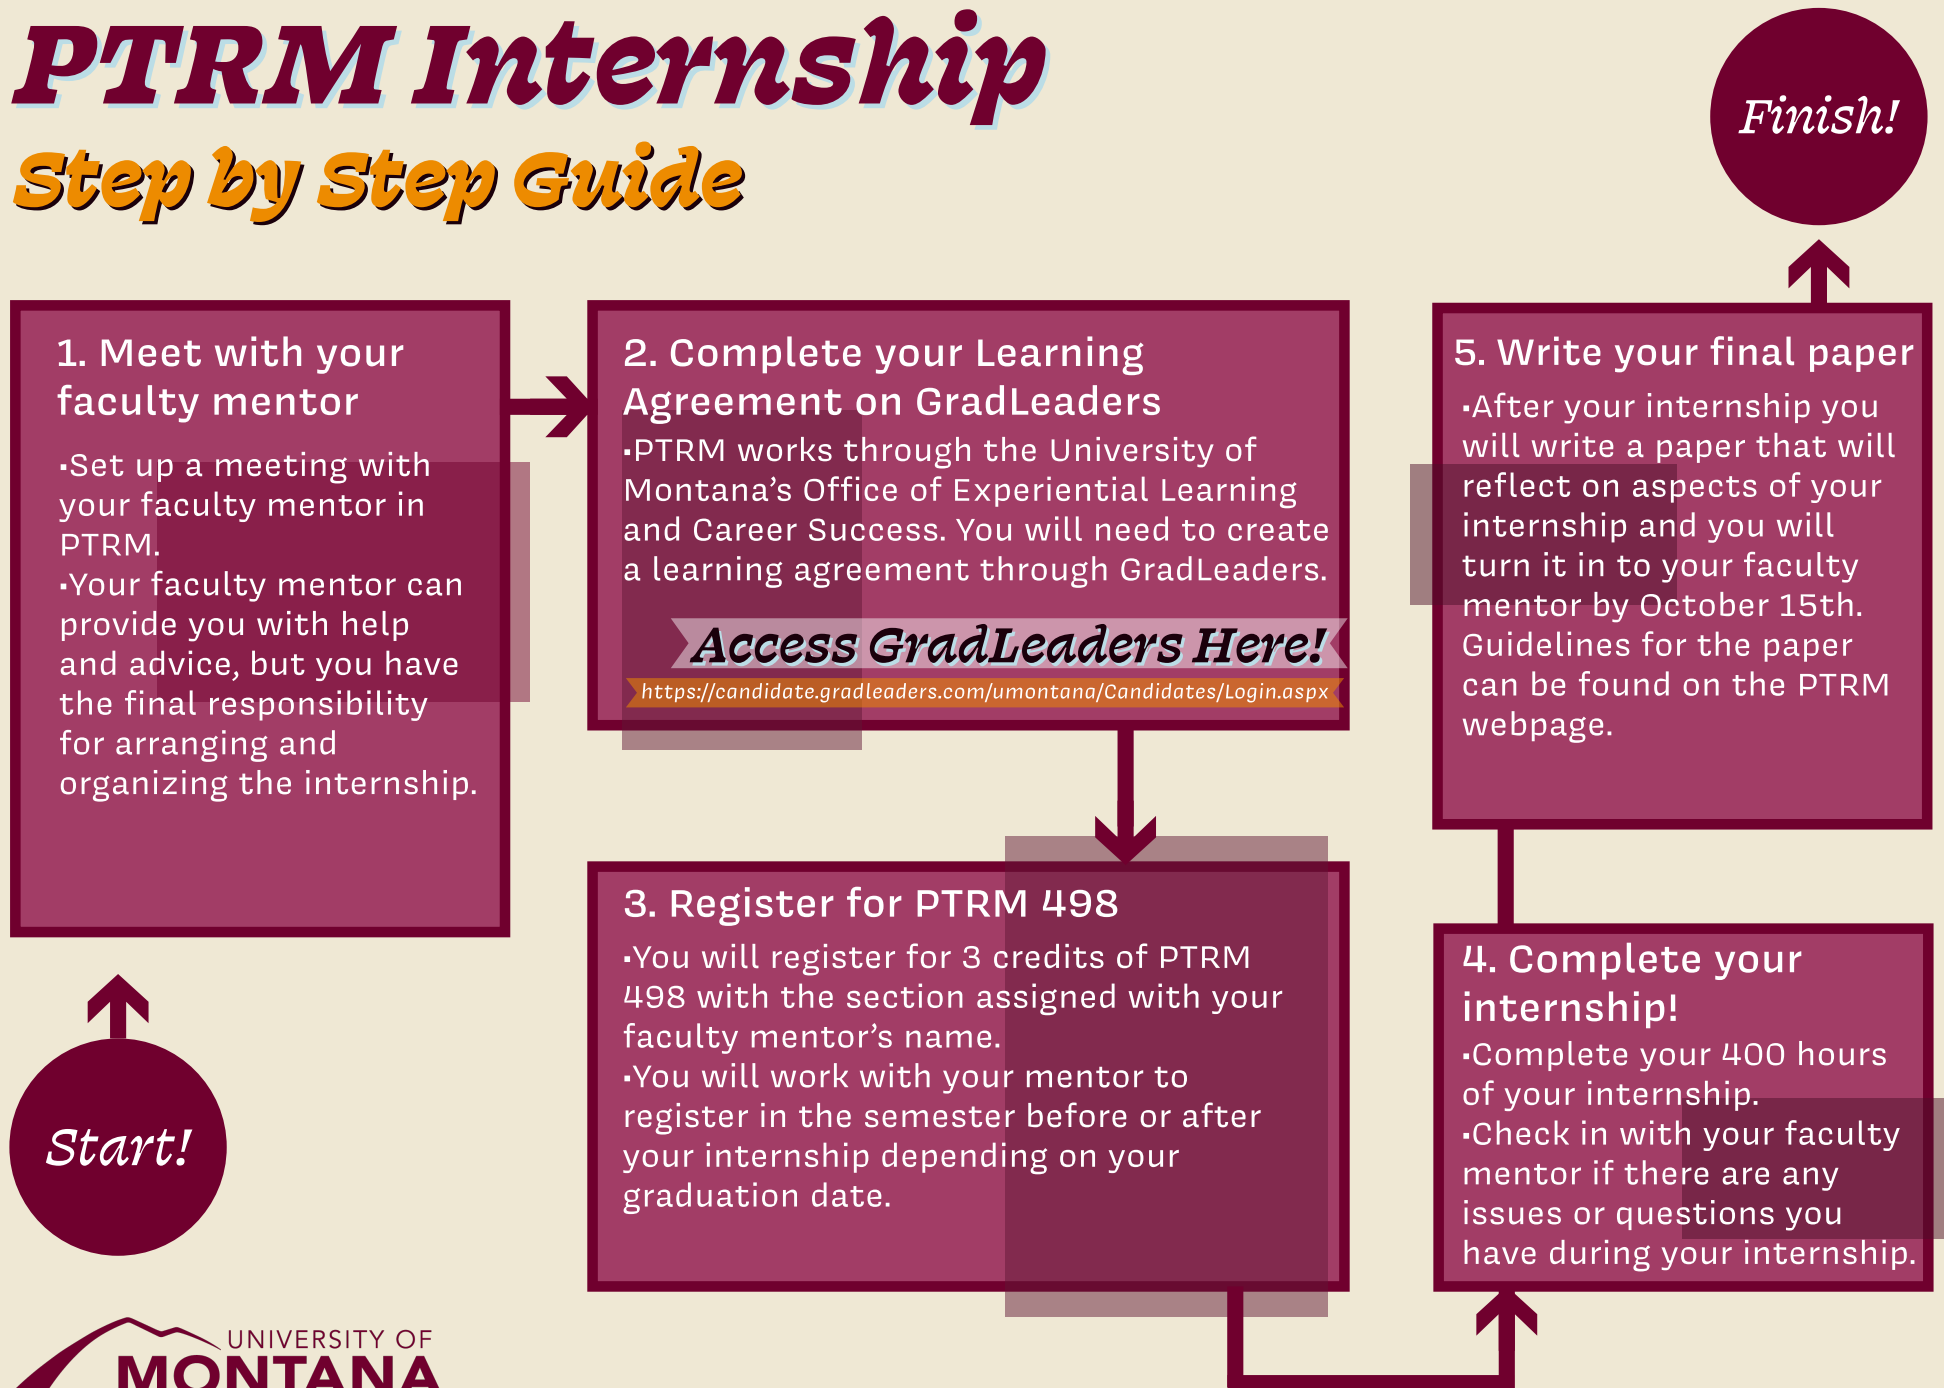 PTRM Internship
Step by Step Guide
Finish!
1. Meet with your
faculty mentor
▪Set up a meeting with
your faculty mentor in
PTRM.
▪Your faculty mentor can
provide you with help
and advice, but you have
the final responsibility
for arranging and
organizing the internship.
2. Complete your Learning
Agreement on GradLeaders
▪PTRM works through the University of
Montana’s Office of Experiential Learning
and Career Success. You will need to create
a learning agreement through GradLeaders.
Access GradLeaders Here!
https://candidate.gradleaders.com/umontana/Candidates/Login.aspx
3. Register for PTRM 498
▪You will register for 3 credits of PTRM
498 with the section assigned with your
faculty mentor’s name.
▪You will work with your mentor to
register in the semester before or after
your internship depending on your
graduation date.
4. Complete your
internship!
▪Complete your 400 hours
of your internship.
▪Check in with your faculty
mentor if there are any
issues or questions you
have during your internship.
5. Write your final paper
▪After your internship you
will write a paper that will
reflect on aspects of your
internship and you will
turn it in to your faculty
mentor by October 15th.
Guidelines for the paper
can be found on the PTRM
webpage.
Start!
UNIVERSITY OF
MONTANA